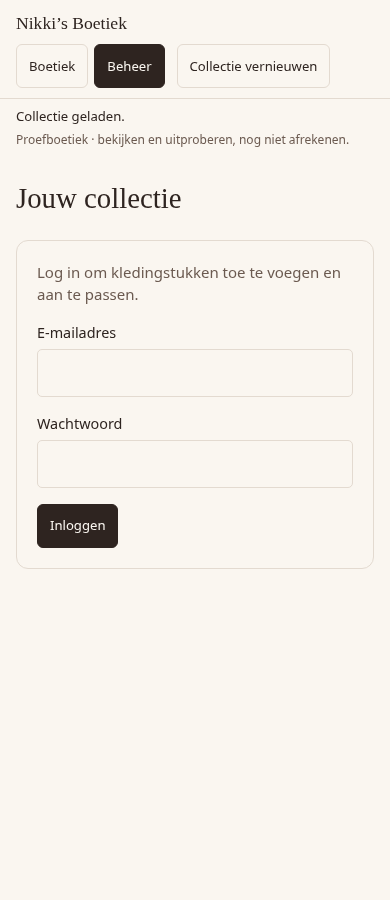 Nikki’s Boetiek
Boetiek
Beheer
Collectie vernieuwen
Collectie geladen.
Proefboetiek · bekijken en uitproberen, nog niet afrekenen.
Jouw collectie
Log in om kledingstukken toe te voegen en
aan te passen.
E-mailadres
Wachtwoord
Inloggen